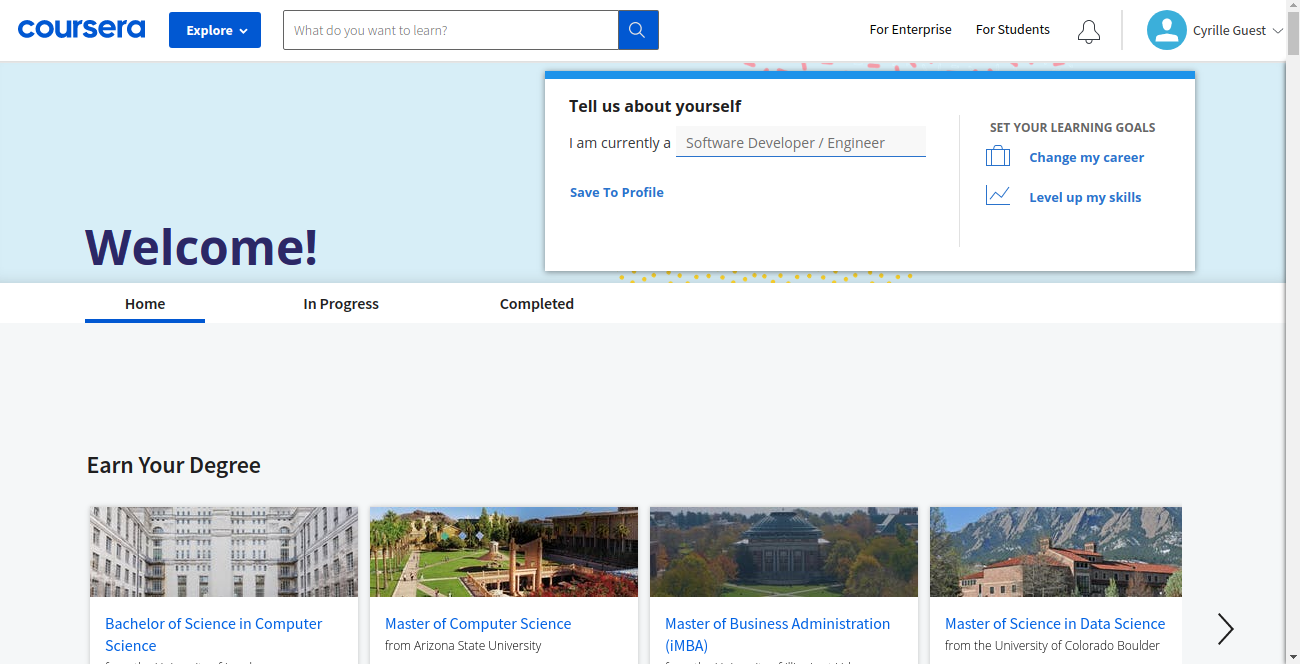 coursera
Explore
What do you want to learn?
For Enterprise
For Students
Cyrille Guest
Tell us about yourself
I am currently a Software Developer / Engineer
Save To Profile
SET YOUR LEARNING GOALS
Change my career
Level up my skills
Welcome!
Home
In Progress
Completed
Earn Your Degree
Bachelor of Science in Computer
Science
Master of Computer Science
from Arizona State University
Master of Business Administration
(iMBA)
Master of Science in Data Science
from the University of Colorado Boulder